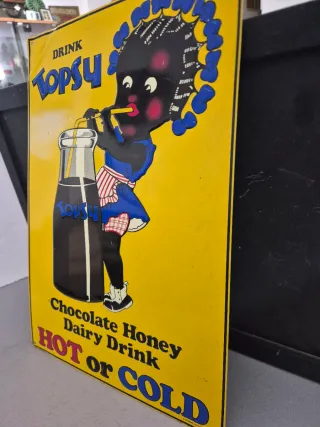 DRINK
TOPSY
TOPSY
Chocolate Honey
Dairy Drink
HOT or COLD